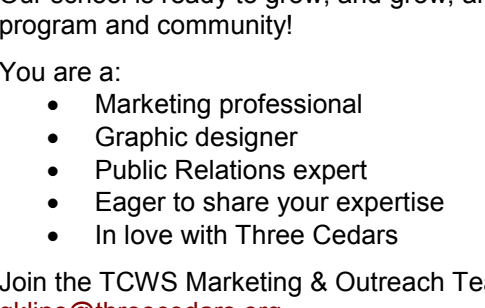 Our school is ready to grow, and grow,
program and community!
You are a:
• Marketing professional
• Graphic designer
• Public Relations expert
• Eager to share your expertise
• In love with Three Cedars
Join the TCWS Marketing & Outreach